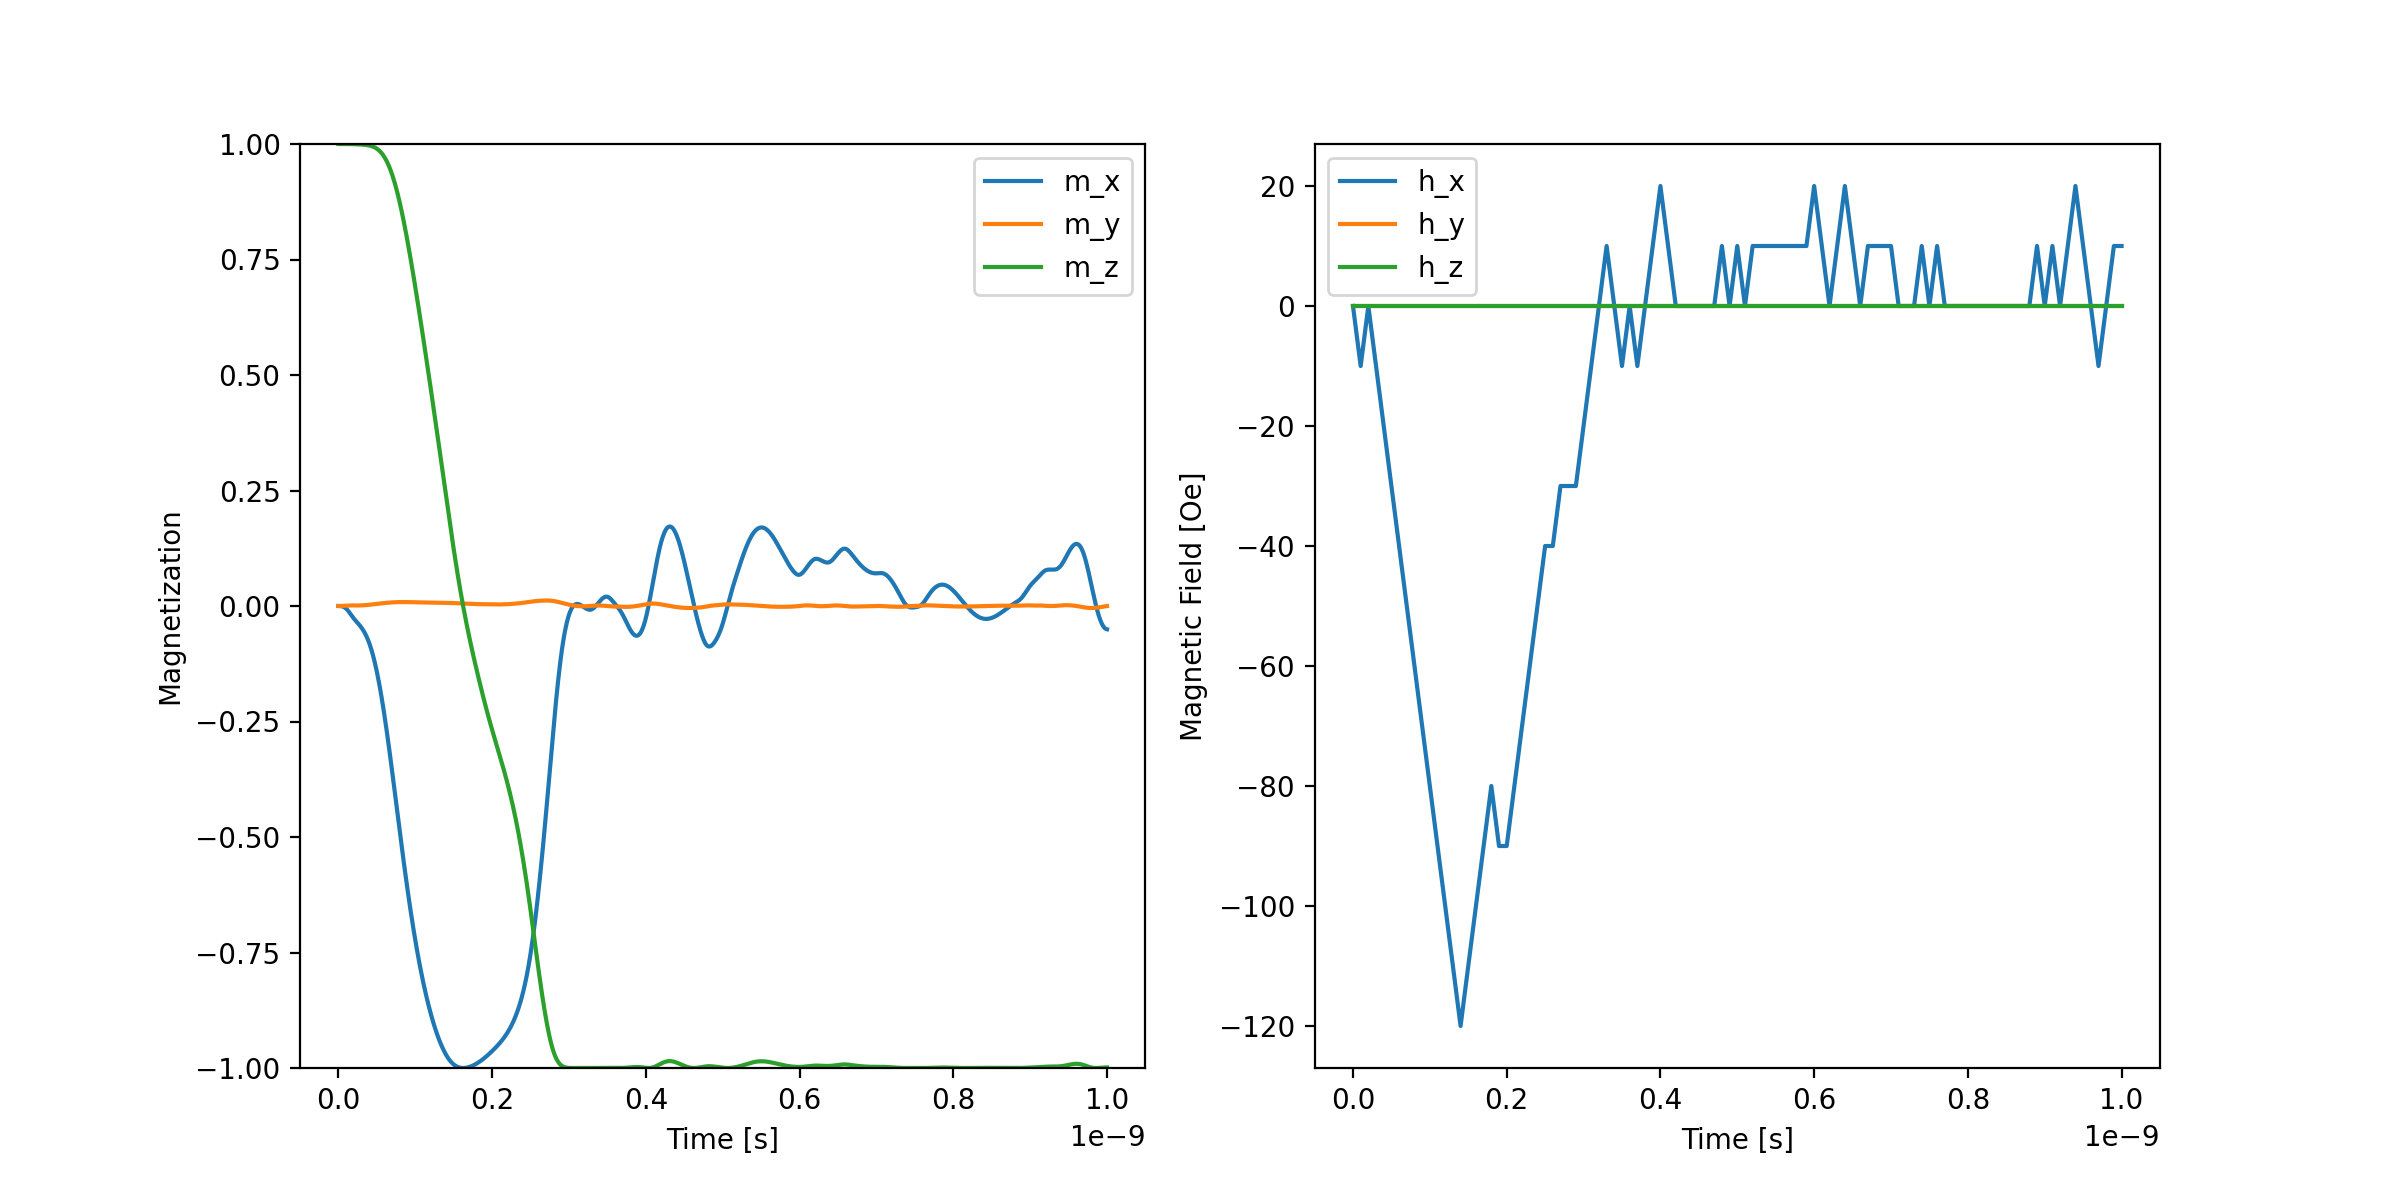 1.00
0.75
0.50
0.25
0.00
−0.25
−0.50
−0.75
−1.00
0.0 0.2 0.4 0.6 0.8 1.0
1e−9
Time [s]
Magnetization
m_x
m_y
m_z
20
0
−20
−40
−60
−80
−100
−120
0.0 0.2 0.4 0.6 0.8 1.0
1e−9
Time [s]
Magnetic Field [Oe]
h_x
h_y
h_z